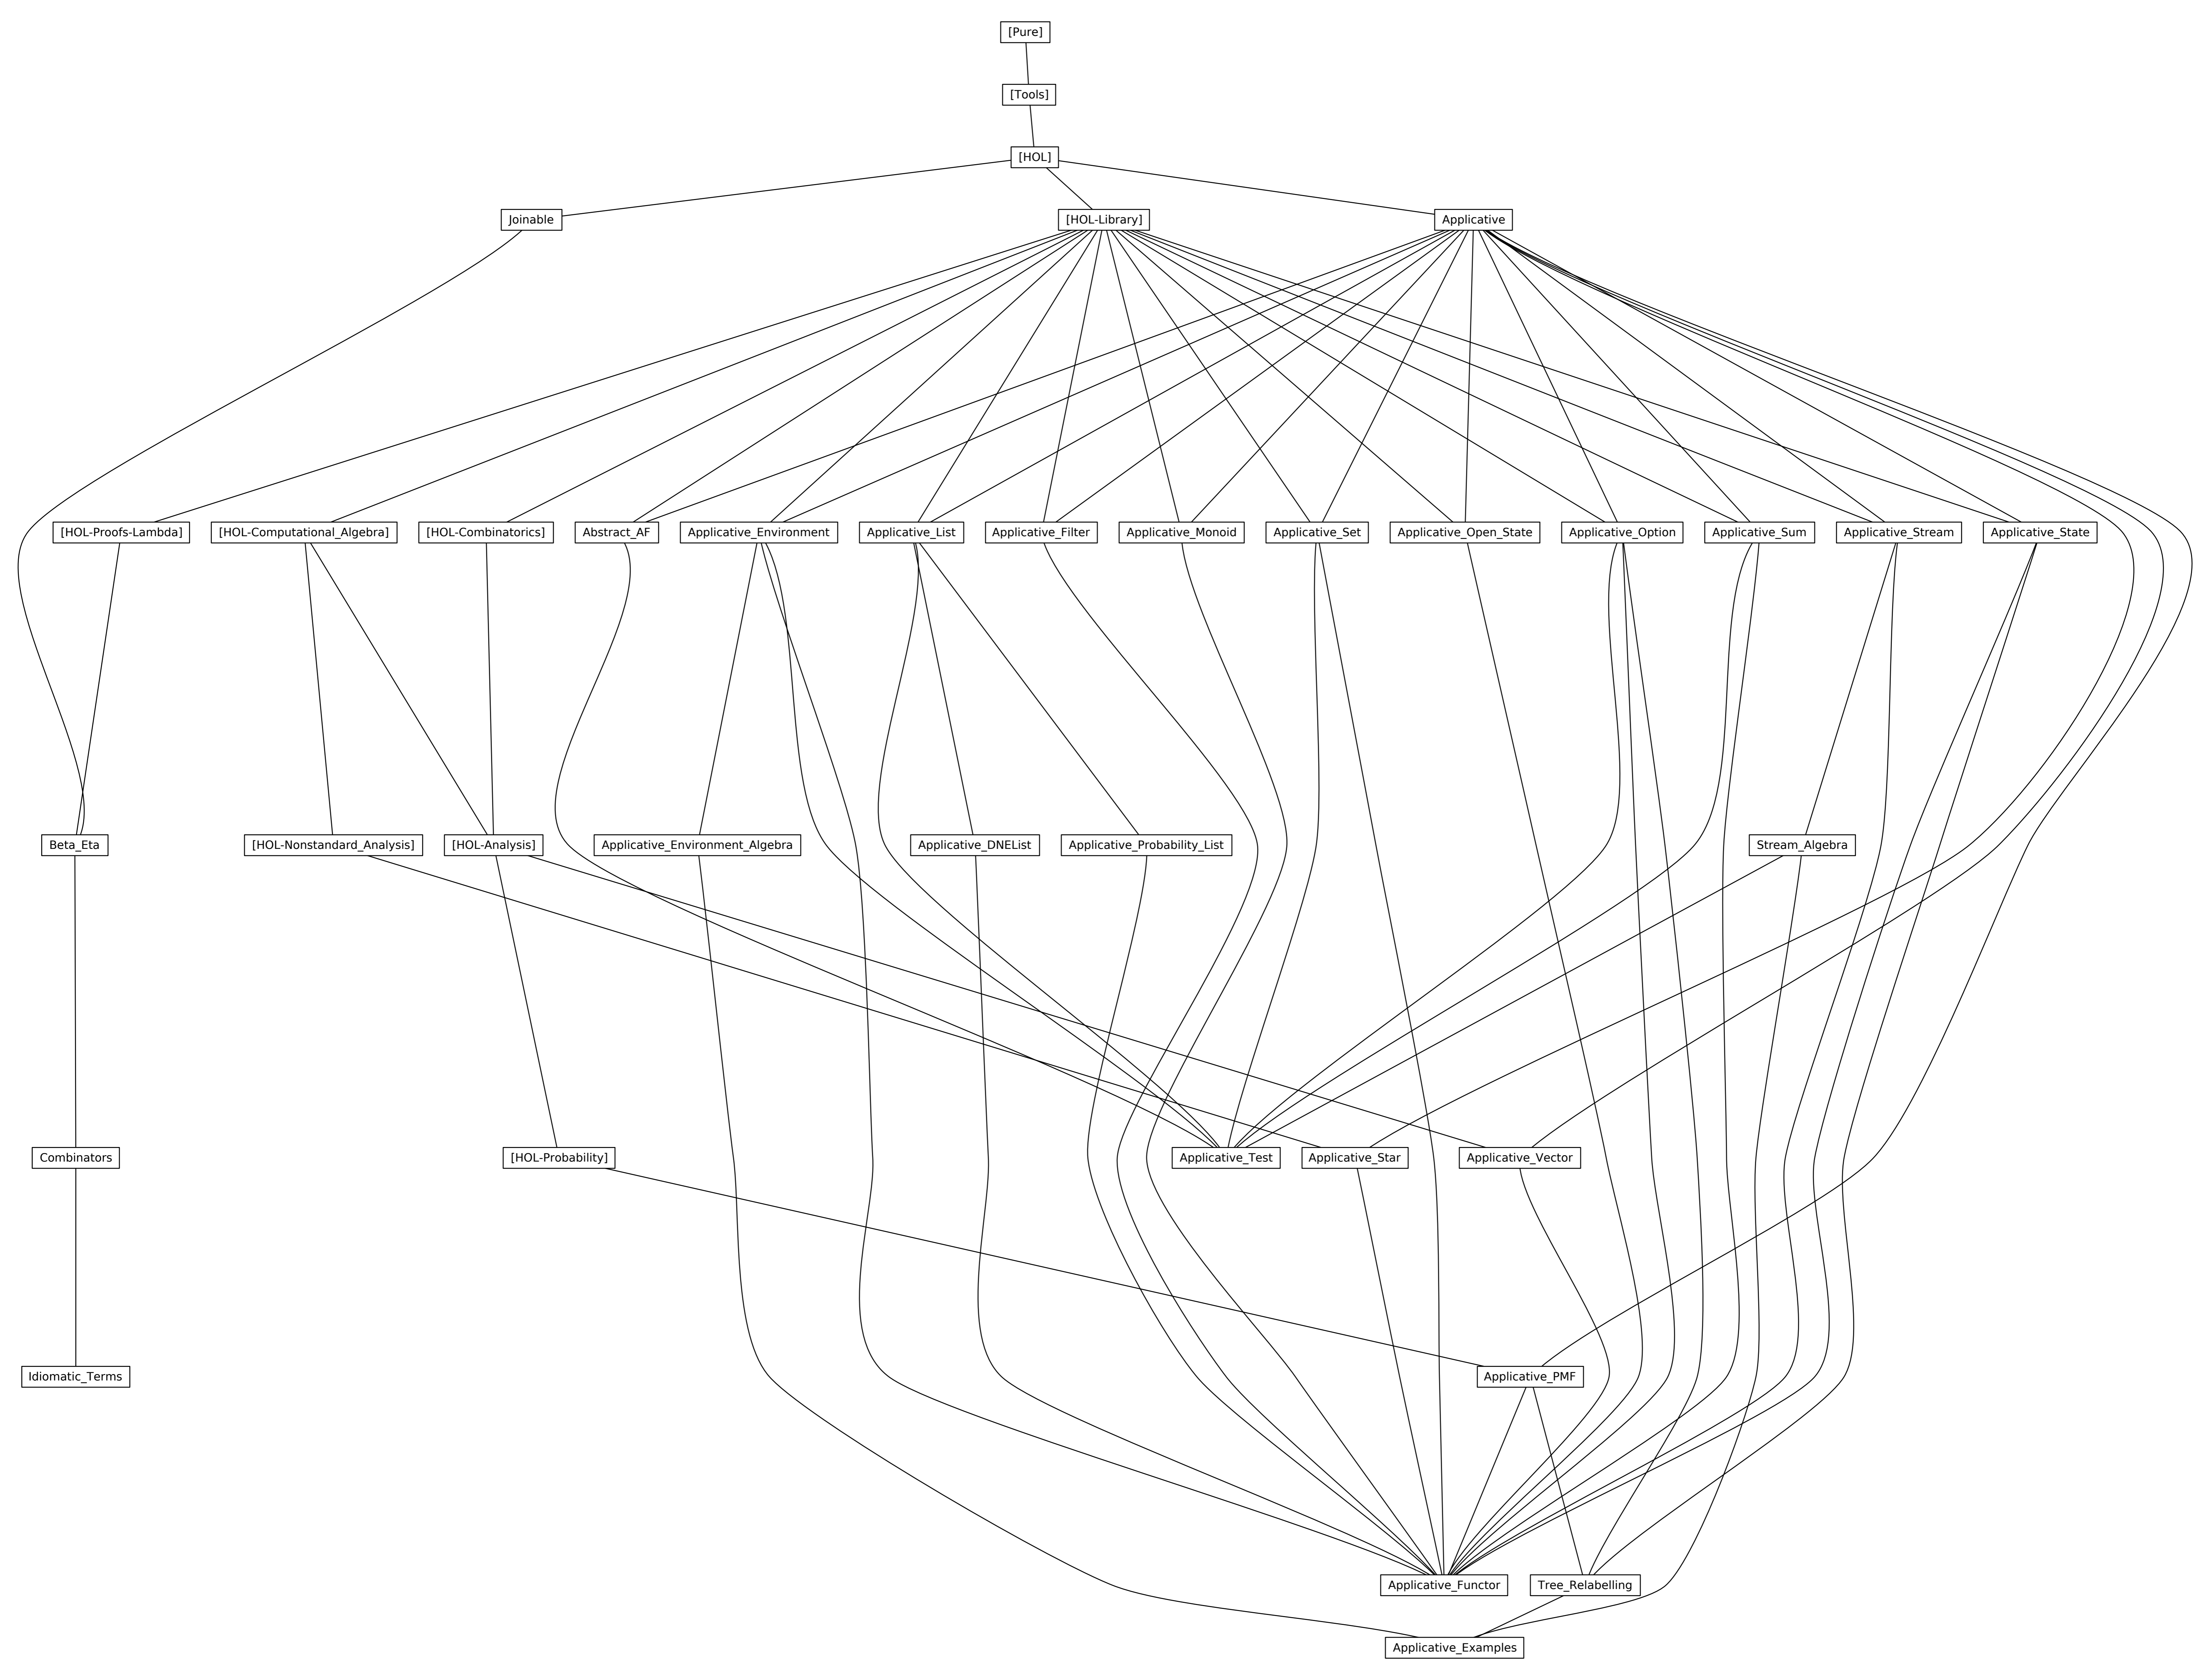 [Pure]
[Tools]
[HOL]
Joinable
[HOL-Library]
Applicative
[HOL-Proofs-Lambda]
[HOL-Computational_Algebra]
[HOL-Combinatorics]
Abstract_AF
Applicative_Environment
Applicative_List
Applicative_Filter
Applicative_Monoid
Applicative_Set
Applicative_Open_State
Applicative_Option
Applicative_Sum
Applicative_Stream
Applicative_State
Beta_Eta
[HOL-Nonstandard_Analysis]
[HOL-Analysis]
Applicative_Environment_Algebra
Applicative_DNEList
Applicative_Probability_List
Stream_Algebra
Combinators
[HOL-Probability]
Applicative_Test
Applicative_Star
Applicative_Vector
Idiomatic_Terms
Applicative_PMF
Applicative_Functor
Tree_Relabelling
Applicative_Examples